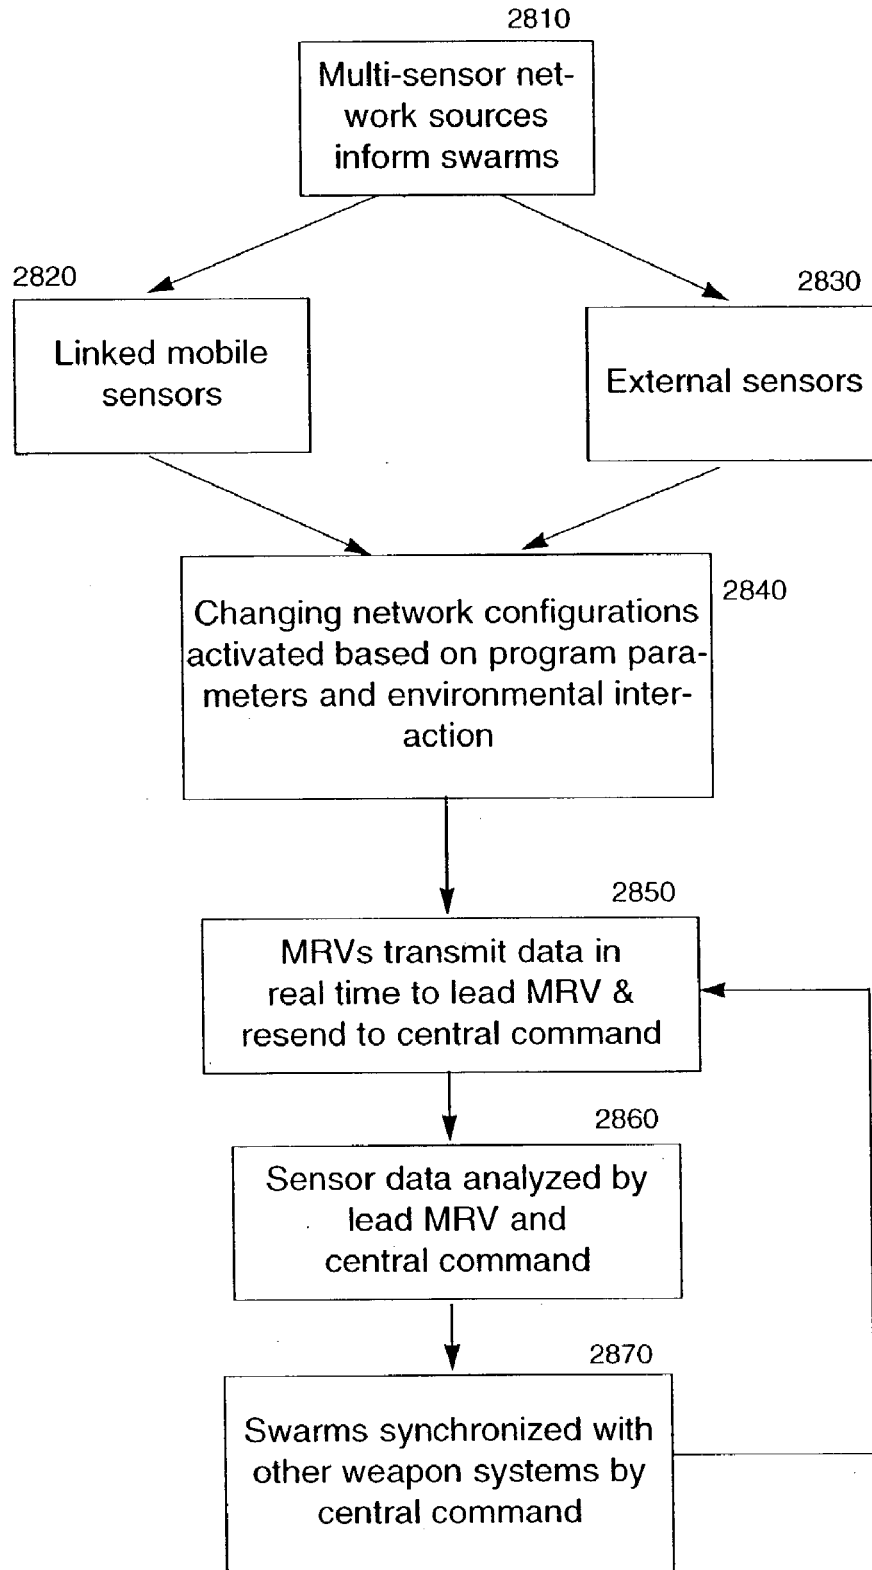 2810
Multi-sensor net-
work sources
inform swarms
2820
2830
Linked mobile
sensors
External sensors
2840
Changing network configurations
activated based on program para-
meters and environmental inter-
action
2850
MRVs transmit data in
real time to lead MRV &
resend to central command
2860
Sensor data analyzed by
lead MRV and
central command
2870
Swarms synchronized with
other weapon systems by
central command